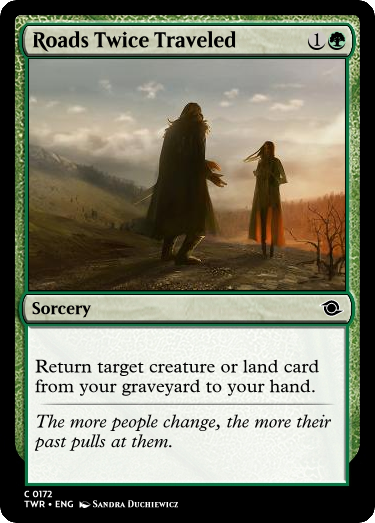 Roads Twice Traveled 1
Sorcery
Return target creature or land card
from your graveyard to your hand.
The more people change, the more their
past pulls at them.
C 0172
TWR • ENG Sandra Duchiewicz